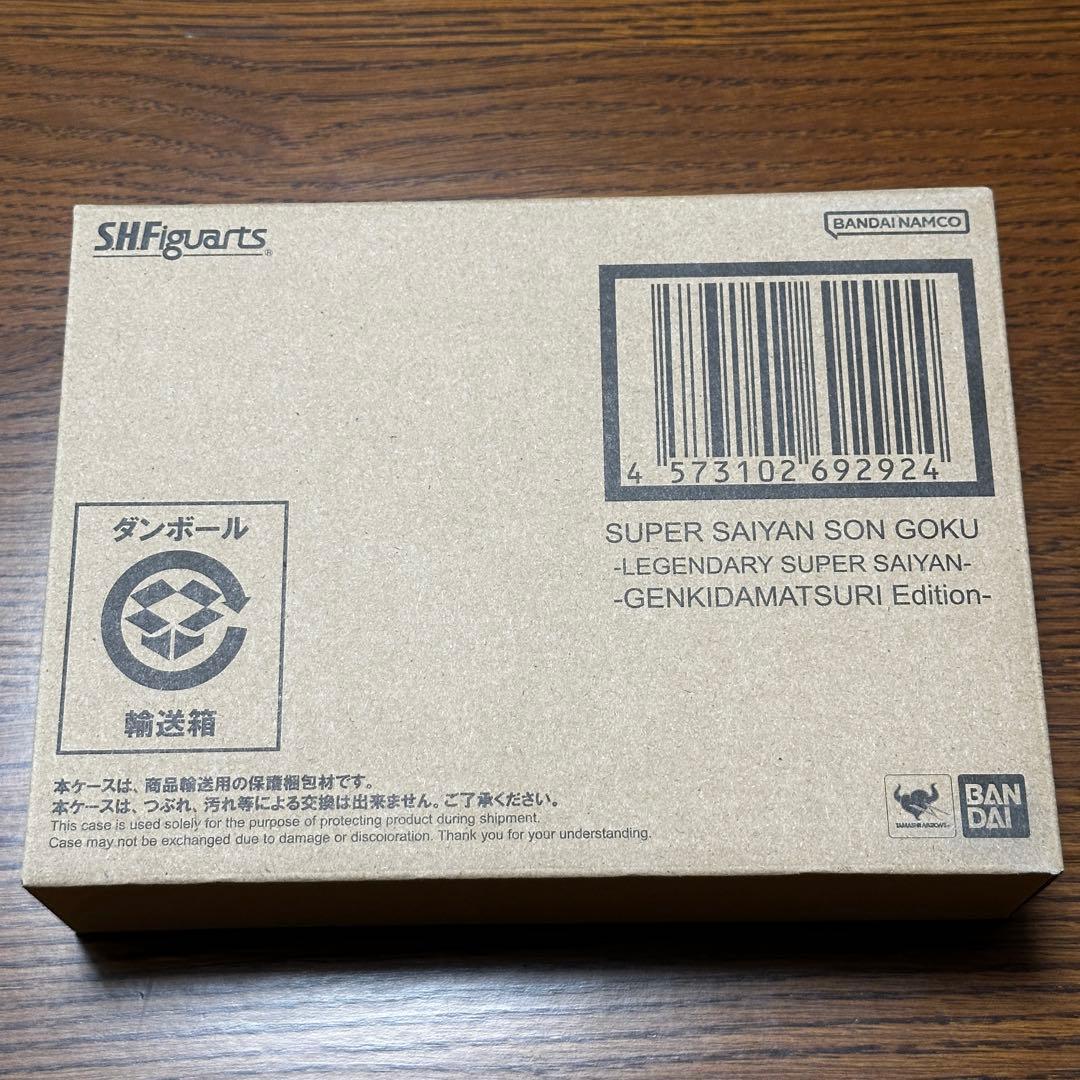 S.H.Figuarts®
BANDAI NAMCO
4 573102 692924
SUPER SAIYAN SON GOKU
-LEGENDARY SUPER SAIYAN-
-GENKIDAMATSURI Edition-
ダンボール
輸送箱
本ケースは、商品輸送用の保護梱包材です。
本ケースは、つぶれ、汚れ等による交換は出来ません。ご了承ください。
This case is used solely for the purpose of protecting product during shipment.
Case may not be exchanged due to damage or discoloration. Thank you for your understanding.
TAMASHII NATIONS
BAN
DAI